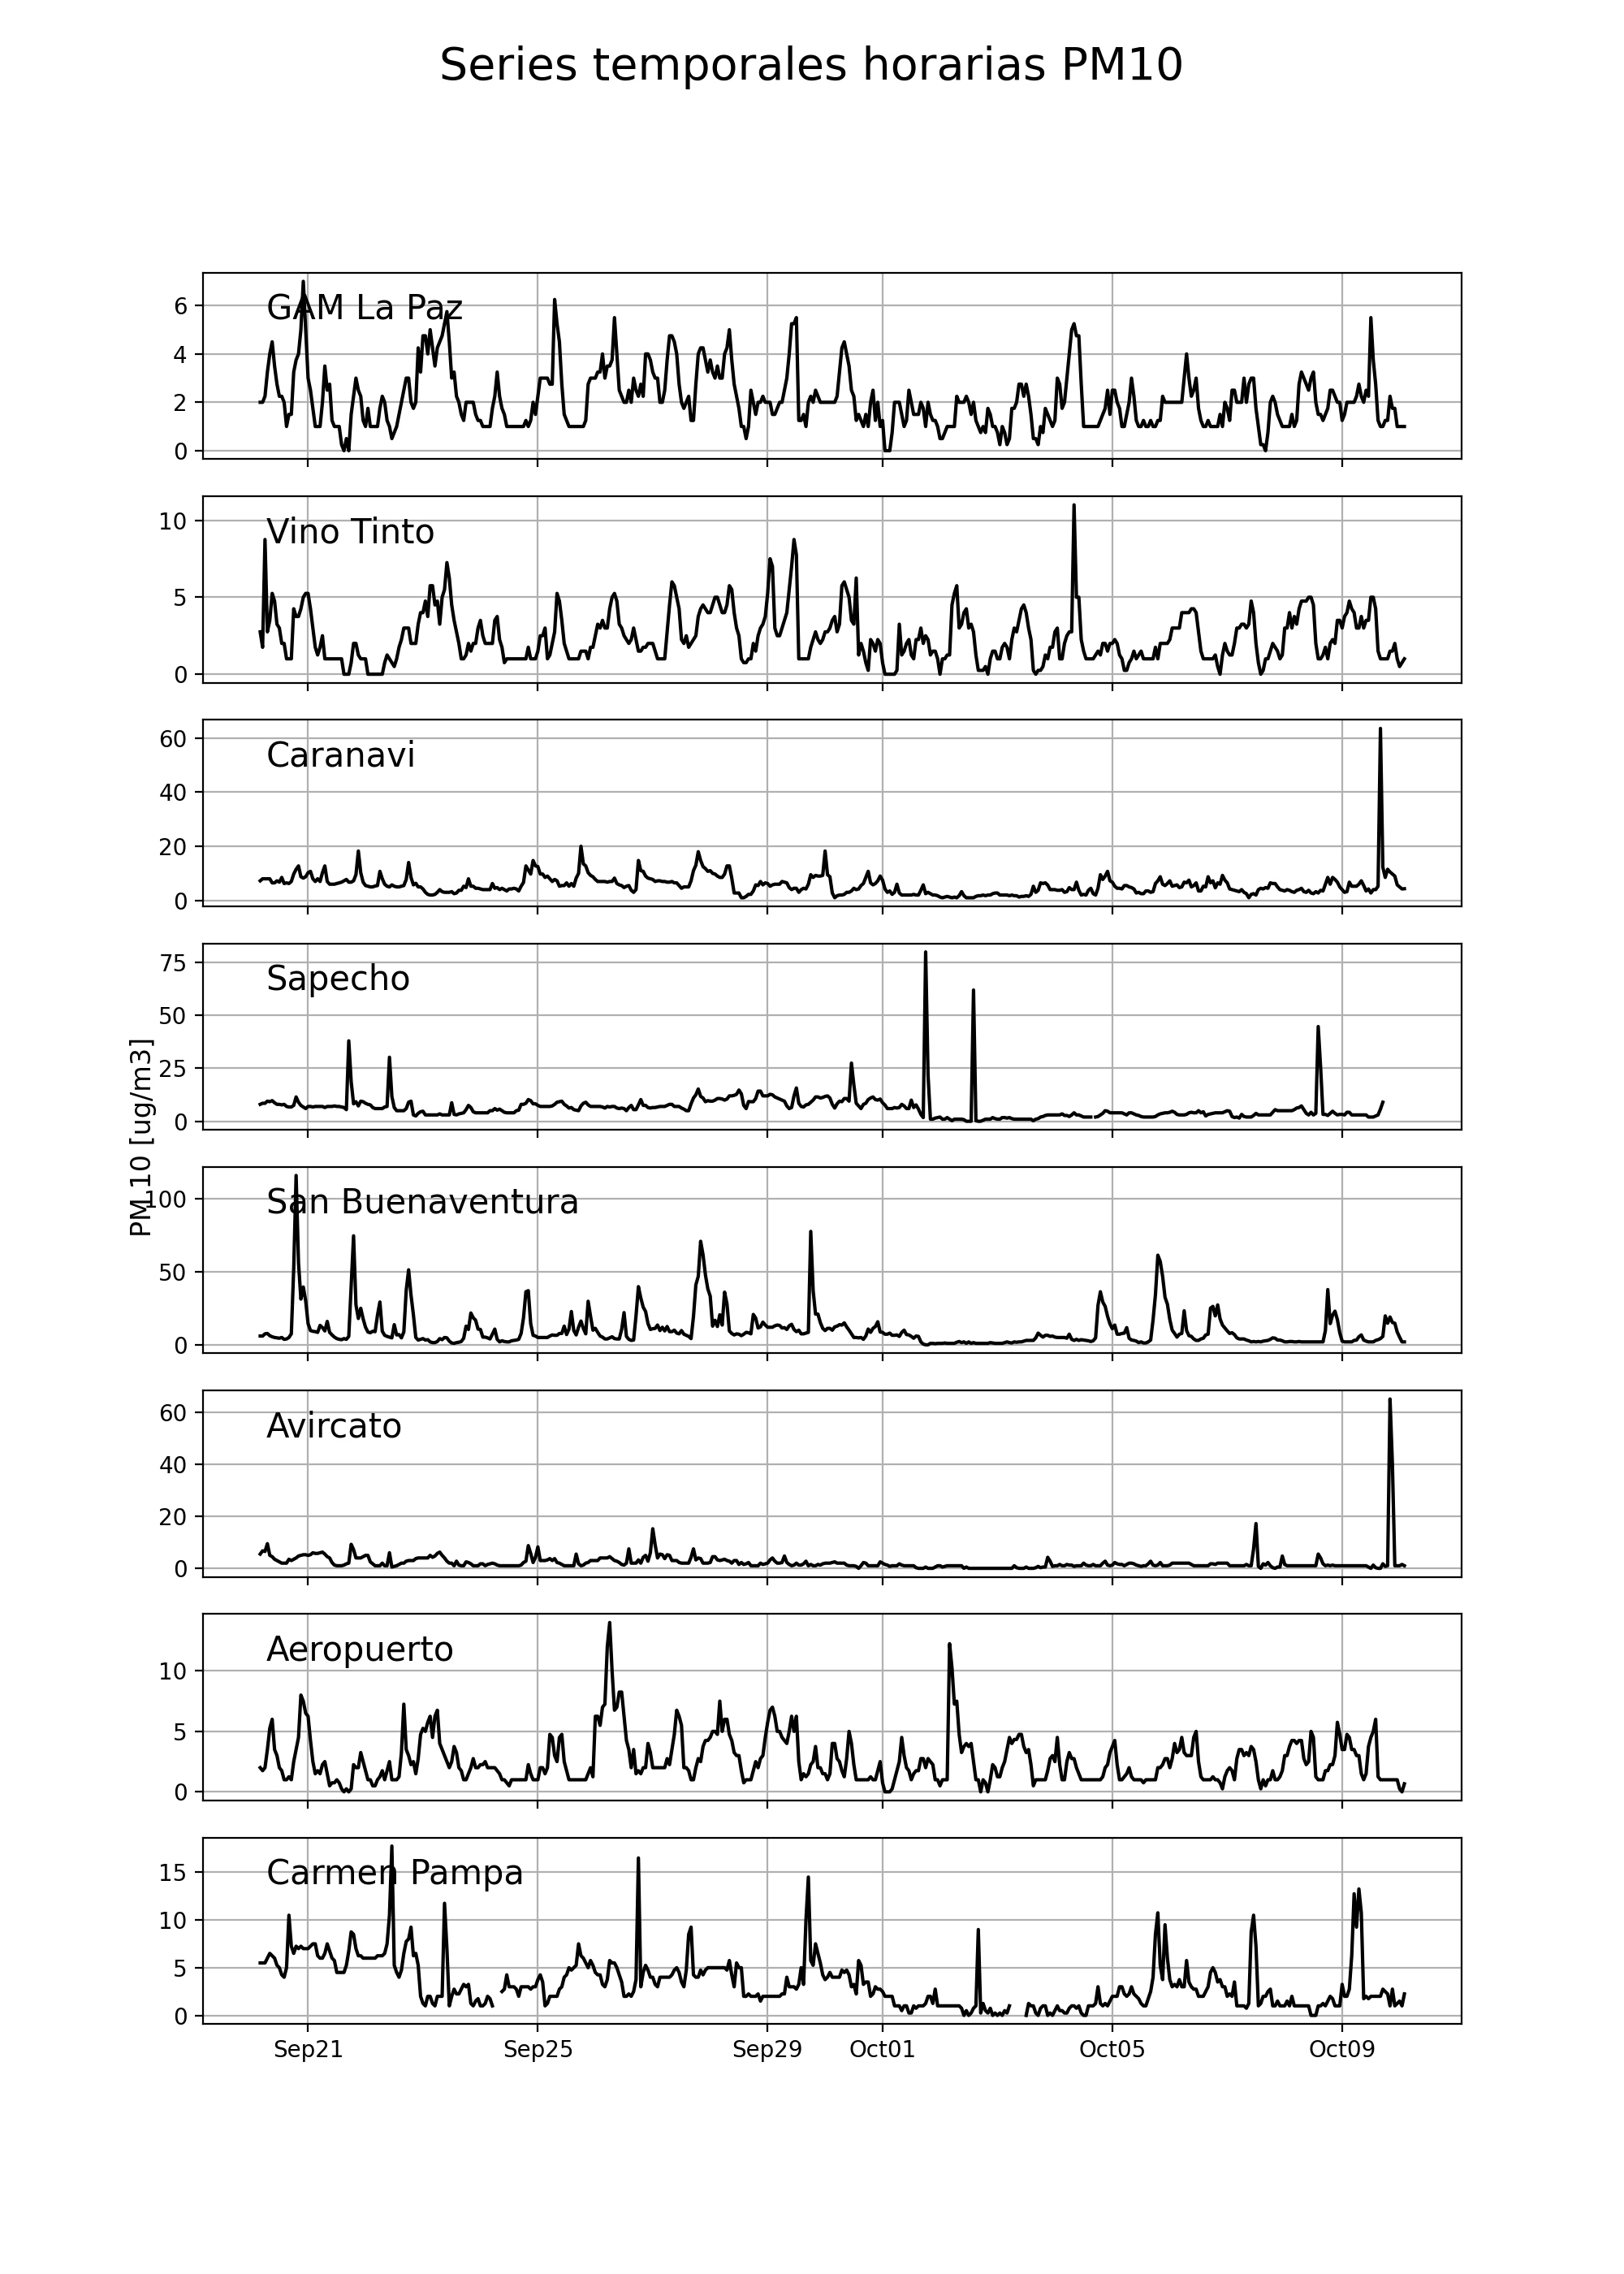 Series temporales horarias PM10
GAM La Paz
6
4
2
0
Vino Tinto
10
5
0
Caranavi
60
40
20
0
Sapecho
75
50
25
0
PM 10 [ug/m3]
San Buenaventura
100
50
0
Avircato
60
40
20
0
Aeropuerto
10
5
0
Carmen Pampa
15
10
5
0
Sep21 Sep25 Sep29 Oct01 Oct05 Oct09